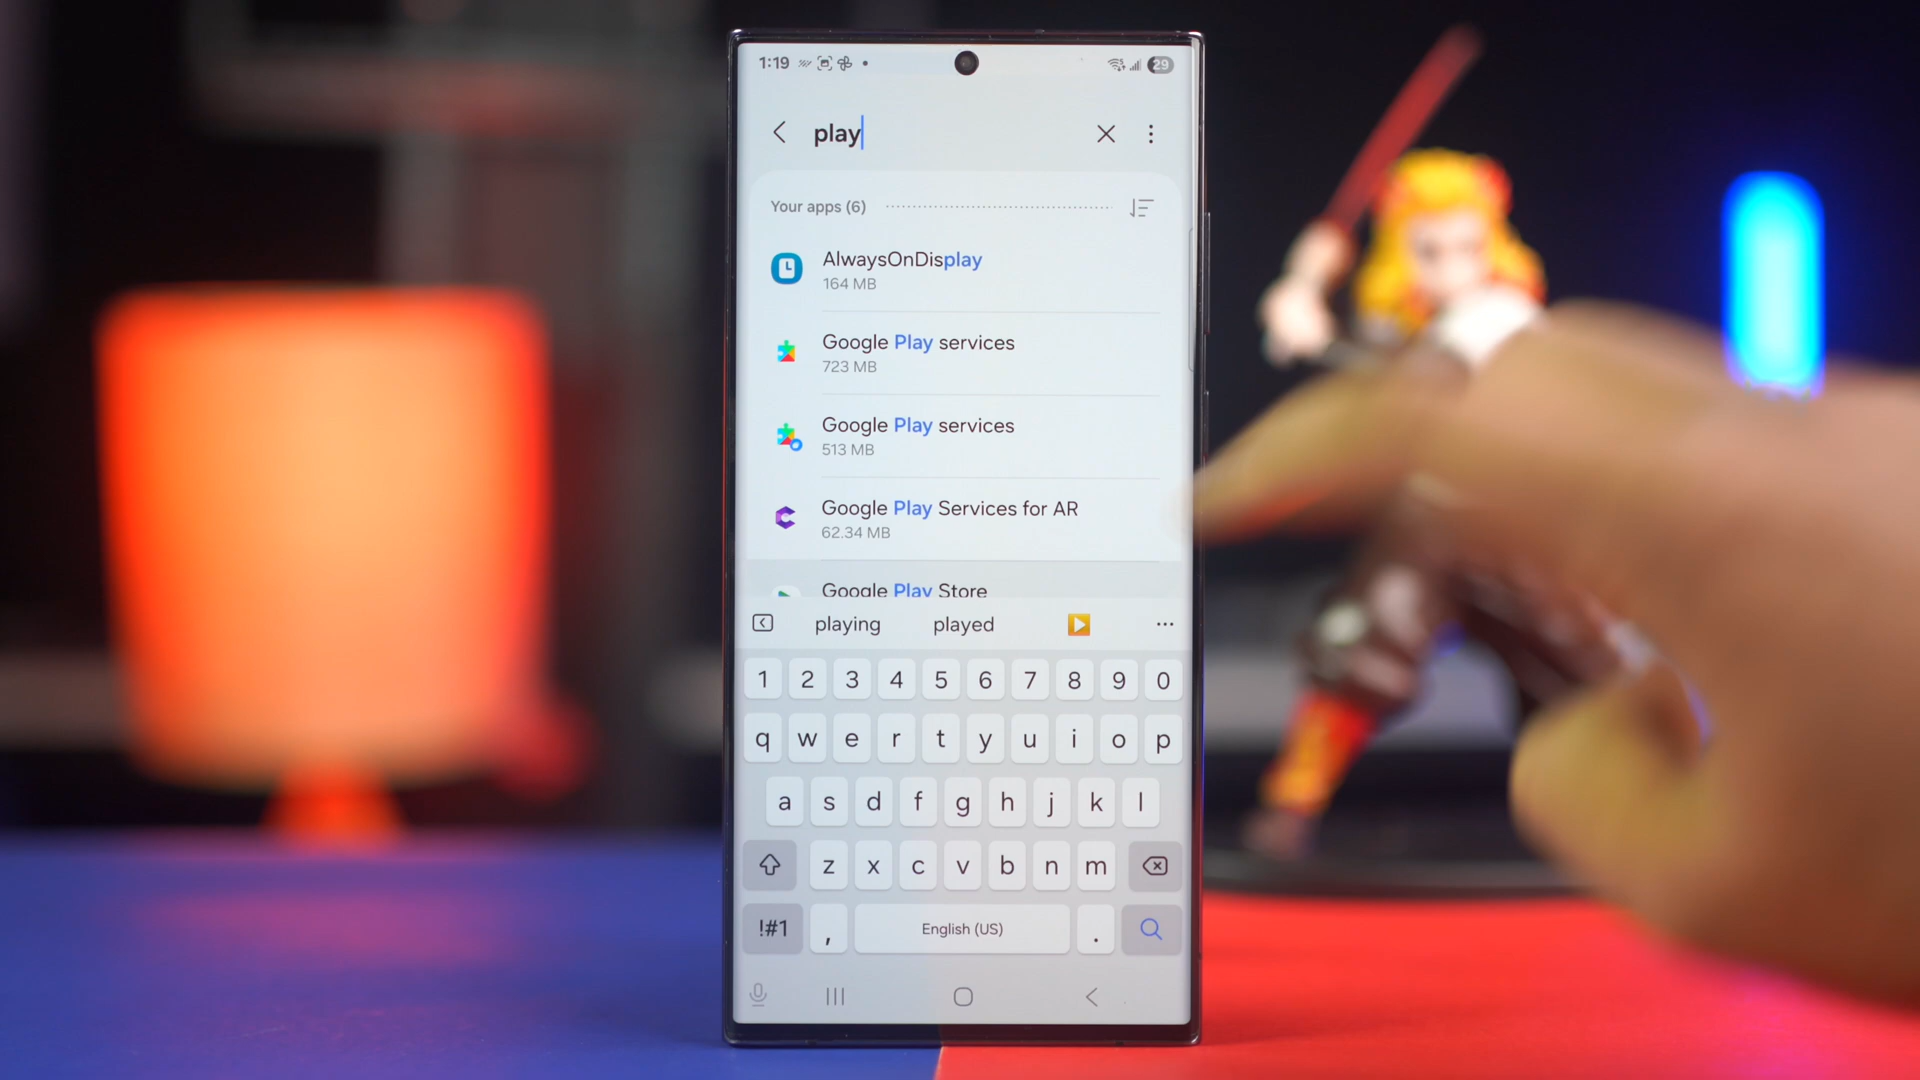 1:19
29
play
Your apps (6)
AlwaysOnDisplay
164 MB
Google Play services
723 MB
Google Play services
513 MB
Google Play Services for AR
62.34 MB
Google Play Store
playing played
1 2 3 4 5 6 7 8 9 0
q w e r t y u i o p
a s d f g h j k l
z x c v b n m
!#1 , English (US) .